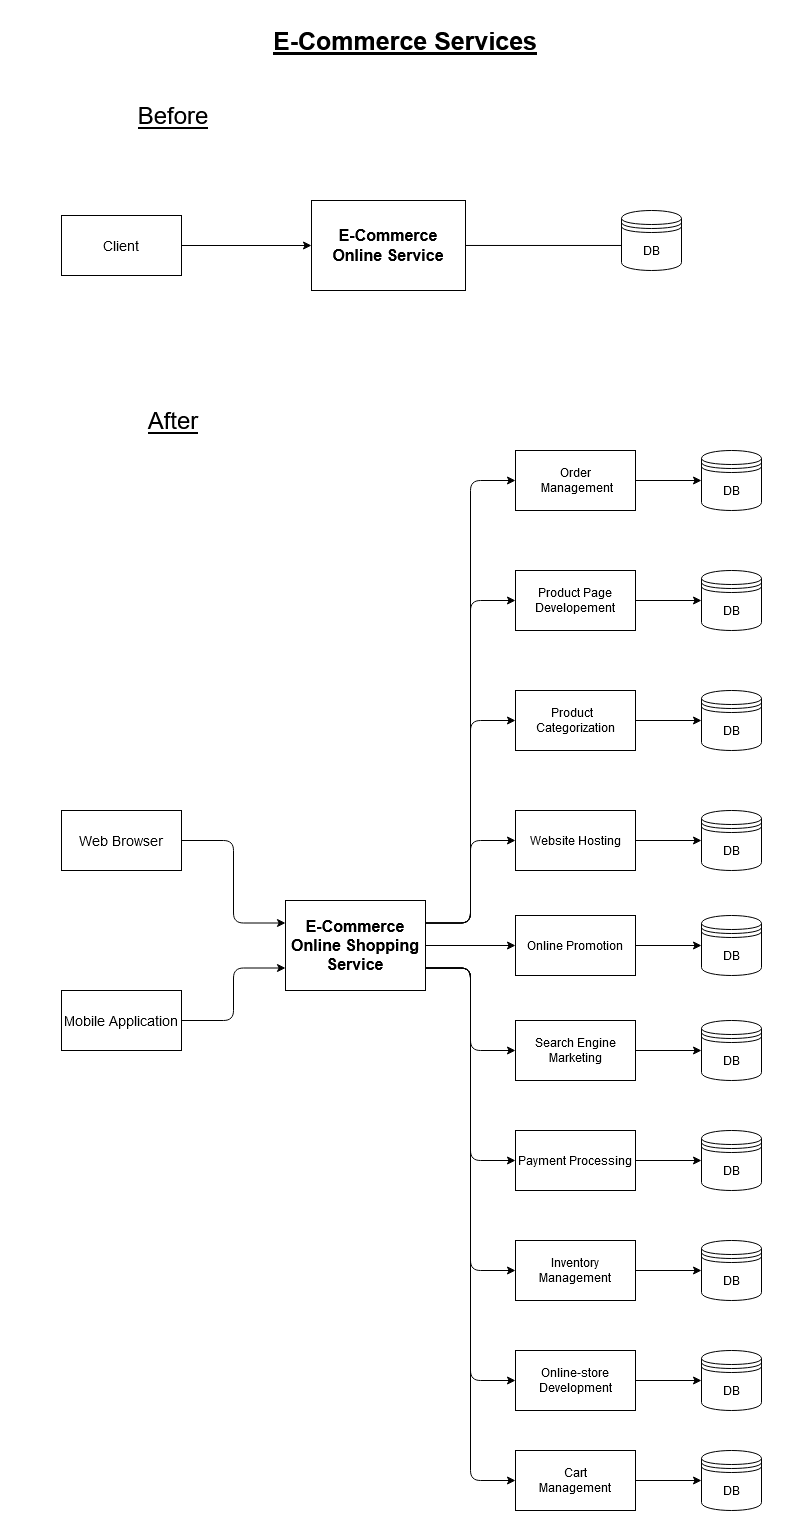 E-Commerce Services
Before
Client
E-Commerce
Online Service
DB
After
Order
Management
DB
Product Page
Developement
DB
Product
Categorization
DB
Web Browser
Website Hosting
DB
E-Commerce
Online Shopping
Service
Online Promotion
DB
Mobile Application
Search Engine
Marketing
DB
Payment Processing
DB
Inventory
Management
DB
Online-store
Development
DB
Cart
Management
DB